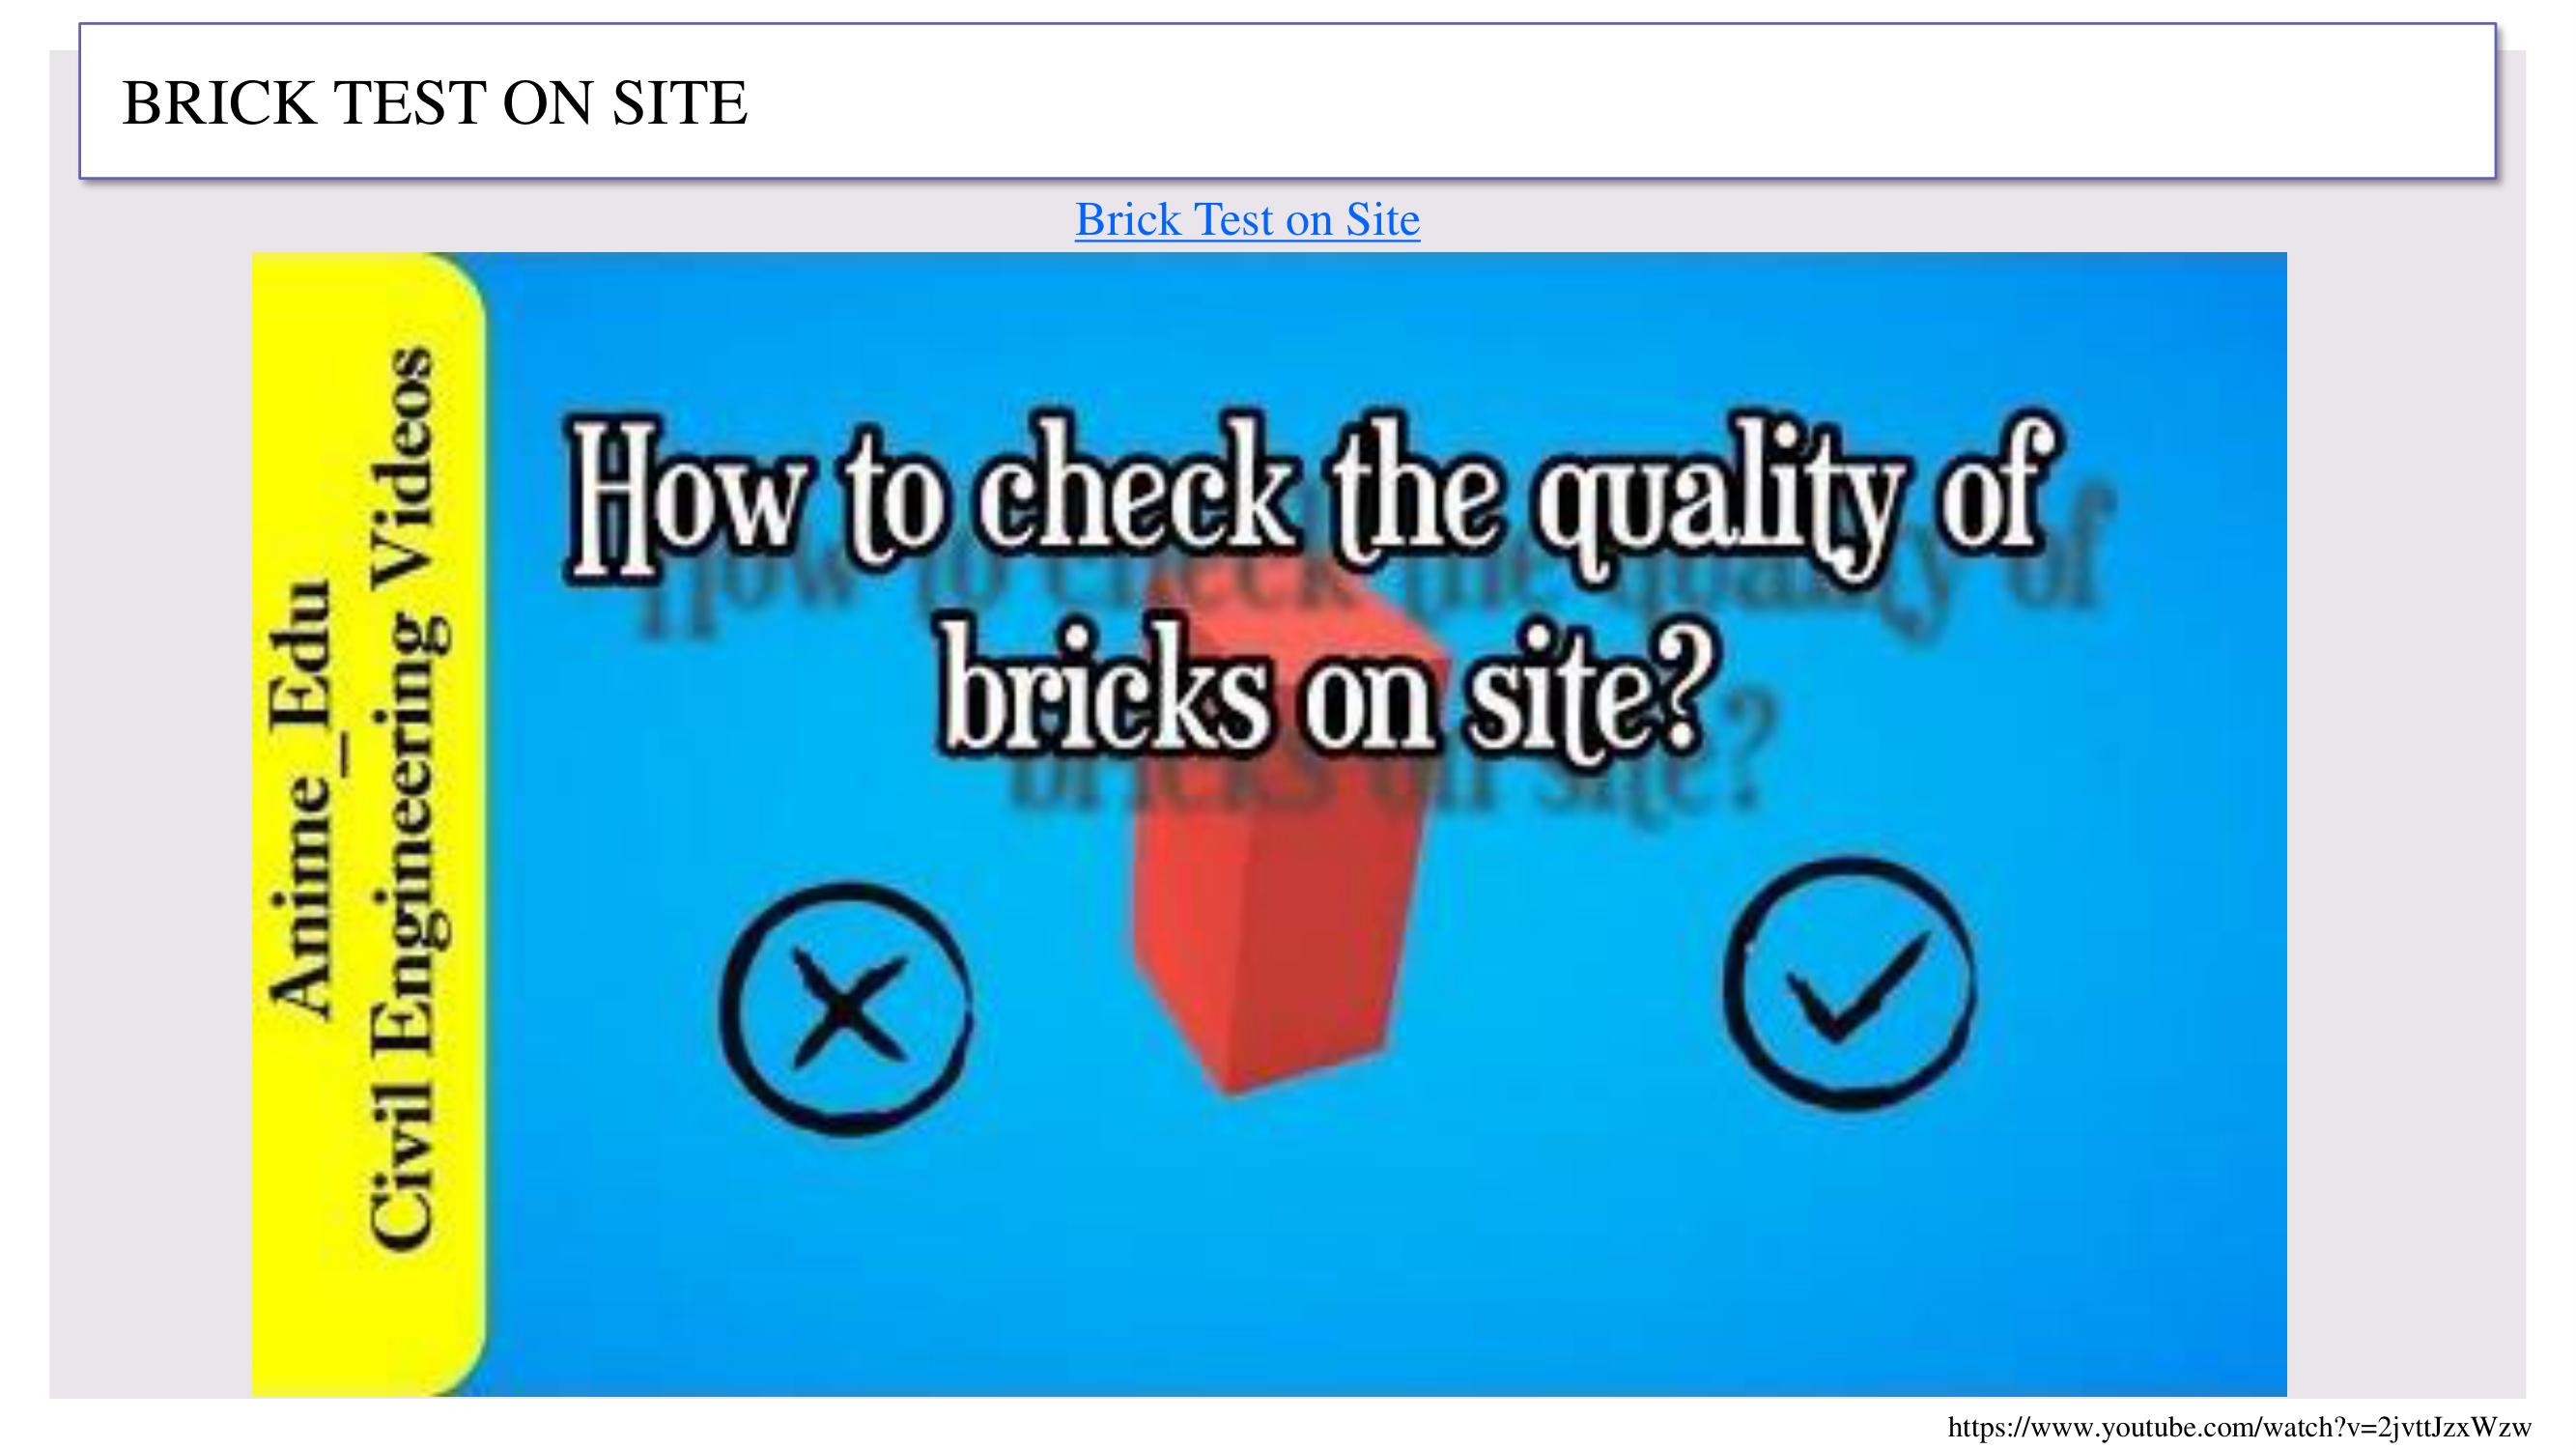 BRICK TEST ON SITE
Brick Test on Site
Anime_Edu
Civil Engineering Videos
How to check the quality of
bricks on site?
https://www.youtube.com/watch?v=2jvttJzxWzw